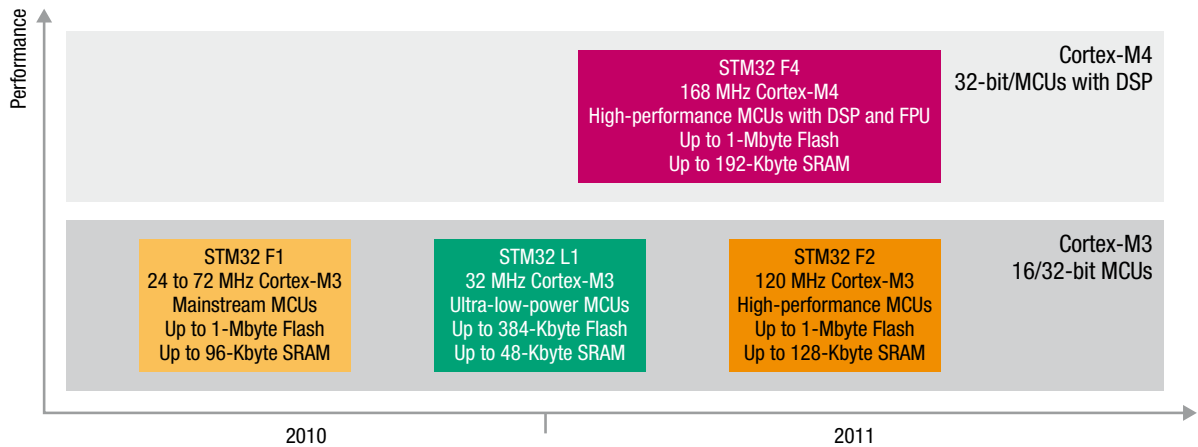 Performance
Cortex-M4
32-bit/MCUs with DSP
STM32 F4
168 MHz Cortex-M4
High-performance MCUs with DSP and FPU
Up to 1-Mbyte Flash
Up to 192-Kbyte SRAM
Cortex-M3
16/32-bit MCUs
STM32 F1
24 to 72 MHz Cortex-M3
Mainstream MCUs
Up to 1-Mbyte Flash
Up to 96-Kbyte SRAM
STM32 L1
32 MHz Cortex-M3
Ultra-low-power MCUs
Up to 384-Kbyte Flash
Up to 48-Kbyte SRAM
STM32 F2
120 MHz Cortex-M3
High-performance MCUs
Up to 1-Mbyte Flash
Up to 128-Kbyte SRAM
2010
2011